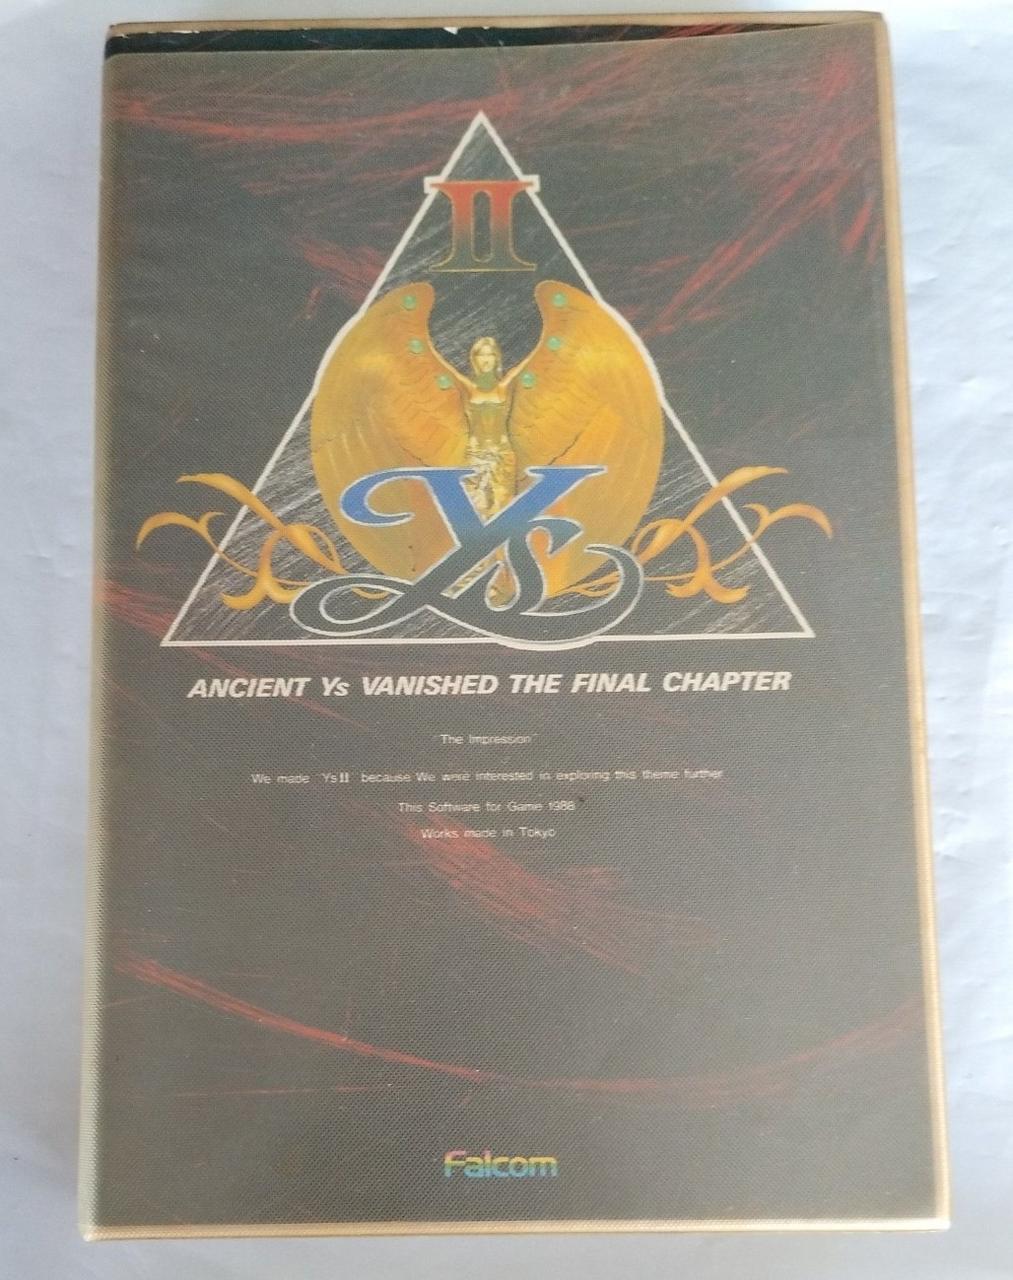 II
Ys
ANCIENT Ys VANISHED THE FINAL CHAPTER
"The Impression"
We made "Ys II" because We were interested in exploring this theme further
This Software for Game 1988
Works made in Tokyo
Falcom